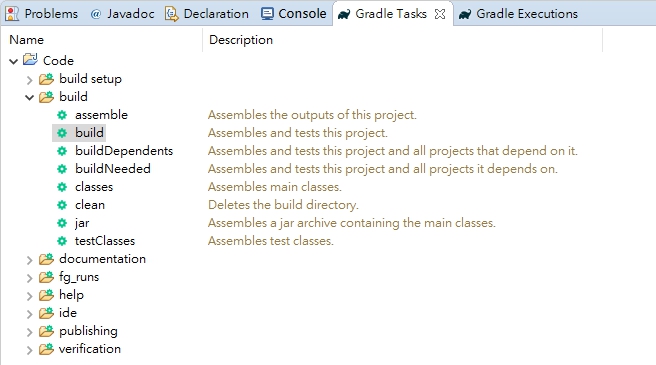 Problems @ Javadoc Declaration Console Gradle Tasks Gradle Executions
Name Description
Code
build setup
build
assemble Assembles the outputs of this project.
build Assembles and tests this project.
buildDependents Assembles and tests this project and all projects that depend on it.
buildNeeded Assembles and tests this project and all projects it depends on.
classes Assembles main classes.
clean Deletes the build directory.
jar Assembles a jar archive containing the main classes.
testClasses Assembles test classes.
documentation
fg_runs
help
ide
publishing
verification